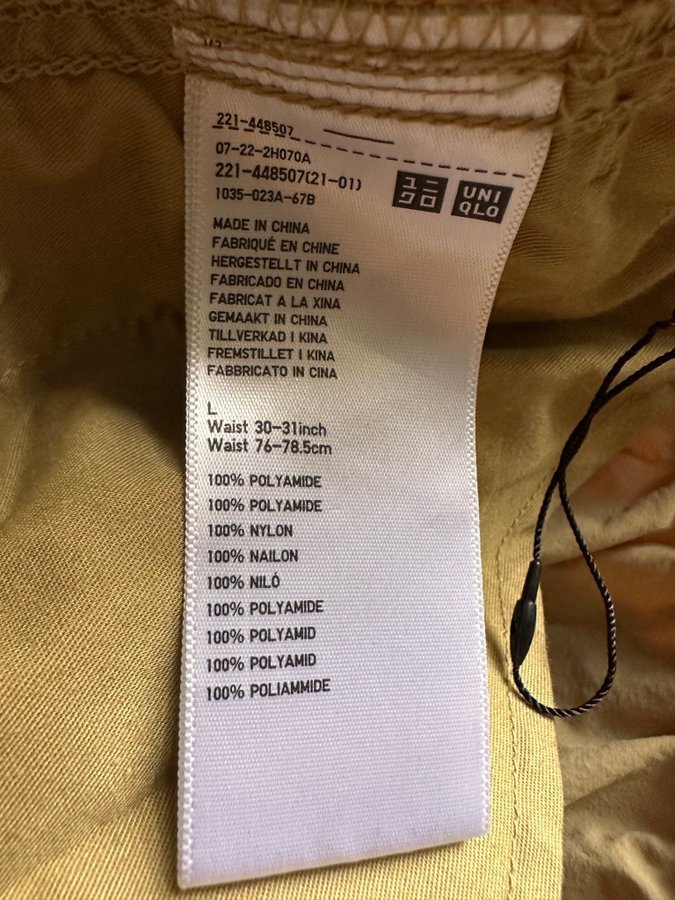 221-448507
07-22-2H070A
221-448507(21-01)
1035-023A-67B
ユニ
クロ
UNI
QLO
MADE IN CHINA
FABRIQUÉ EN CHINE
HERGESTELLT IN CHINA
FABRICADO EN CHINA
FABRICAT A LA XINA
GEMAAKT IN CHINA
TILLVERKAD I KINA
FREMSTILLET I KINA
FABBRICATO IN CINA
L
Waist 30-31inch
Waist 76-78.5cm
100% POLYAMIDE
100% POLYAMIDE
100% NYLON
100% NAILON
100% NILÓ
100% POLYAMIDE
100% POLYAMID
100% POLYAMID
100% POLIAMMIDE